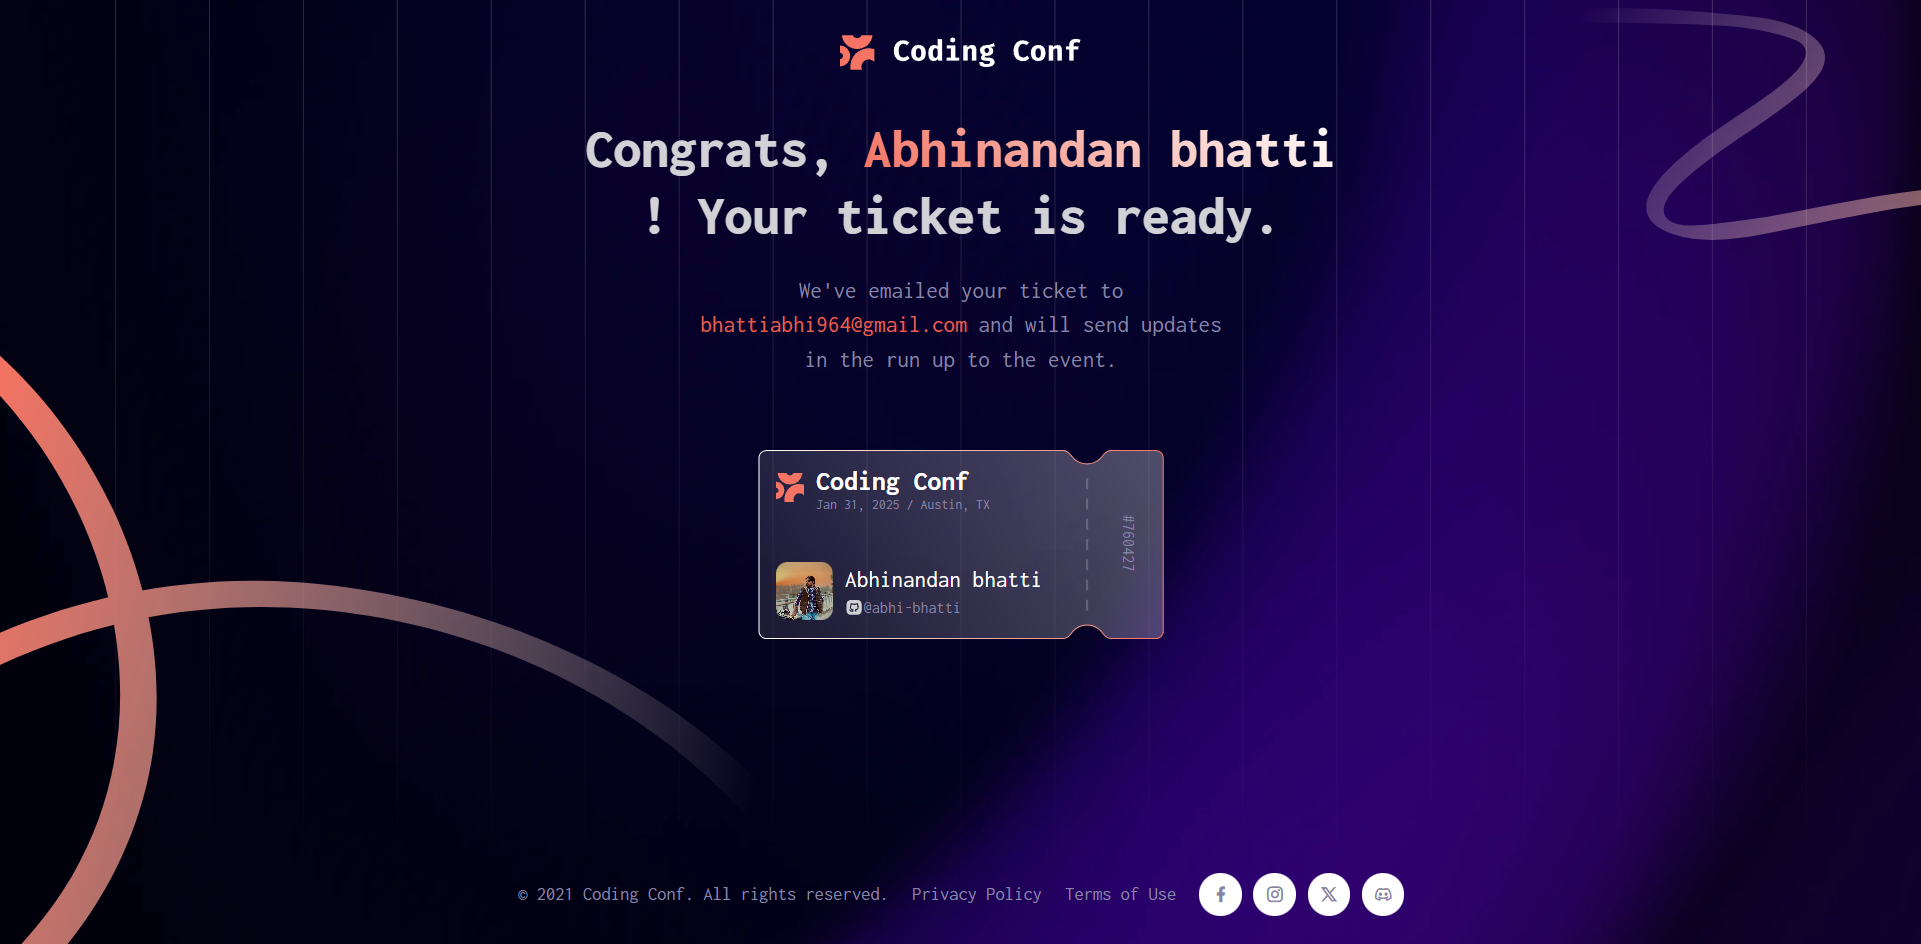 Coding Conf
Congrats, Abhinandan bhatti
! Your ticket is ready.
We've emailed your ticket to
bhattiabhi964@gmail.com and will send updates
in the run up to the event.
Coding Conf
Jan 31, 2025 / Austin, TX
#760427
Abhinandan bhatti
@abhi-bhatti
© 2021 Coding Conf. All rights reserved. Privacy Policy Terms of Use